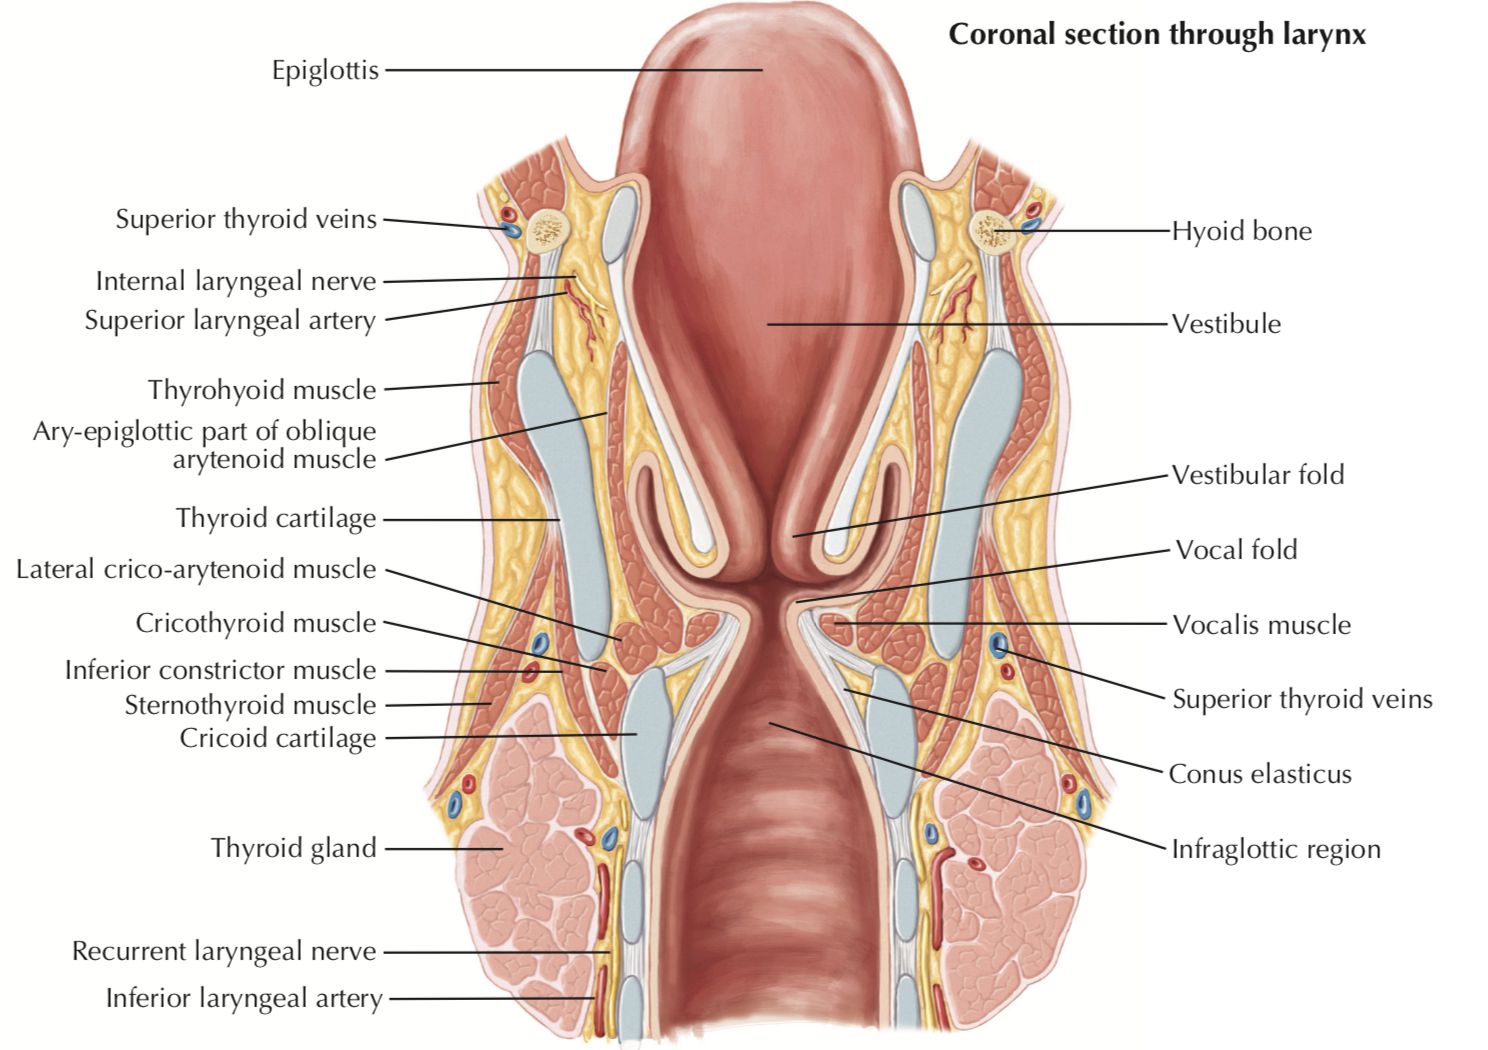 Coronal section through larynx
Epiglottis
Superior thyroid veins
Internal laryngeal nerve
Superior laryngeal artery
Thyrohyoid muscle
Ary-epiglottic part of oblique
arytenoid muscle
Thyroid cartilage
Lateral crico-arytenoid muscle
Cricothyroid muscle
Inferior constrictor muscle
Sternothyroid muscle
Cricoid cartilage
Thyroid gland
Recurrent laryngeal nerve
Inferior laryngeal artery
Hyoid bone
Vestibule
Vestibular fold
Vocal fold
Vocalis muscle
Superior thyroid veins
Conus elasticus
Infraglottic region